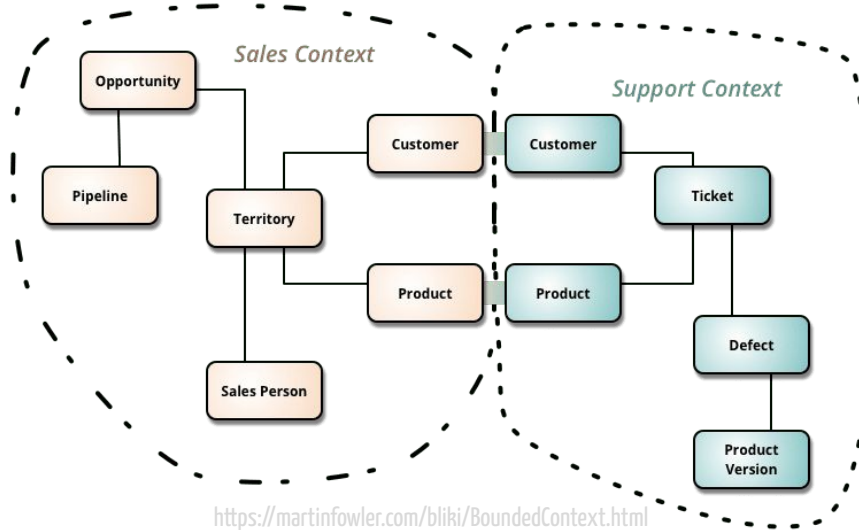 Sales Context
Support Context
Opportunity
Pipeline
Territory
Customer
Product
Sales Person
Customer
Product
Ticket
Defect
Product
Version
https://martinfowler.com/bliki/BoundedContext.html